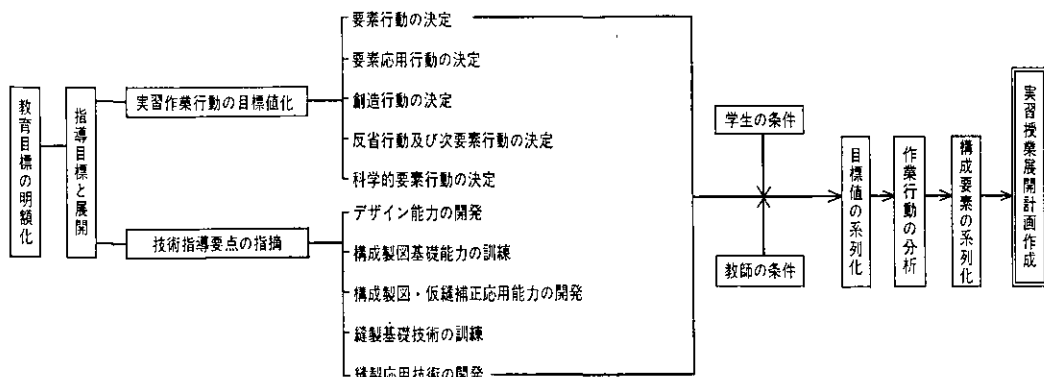 教育目標の明額化
指導目標と展開
実習作業行動の目標値化
要素行動の決定
要素応用行動の決定
創造行動の決定
反省行動及び次要素行動の決定
科学的要素行動の決定
技術指導要点の指摘
デザイン能力の開発
構成製図基礎能力の訓練
構成製図・仮縫補正応用能力の開発
縫製基礎技術の訓練
縫製応用技術の開発
学生の条件
教師の条件
目標値の系列化
作業行動の分析
構成要素の系列化
実習授業展開計画作成